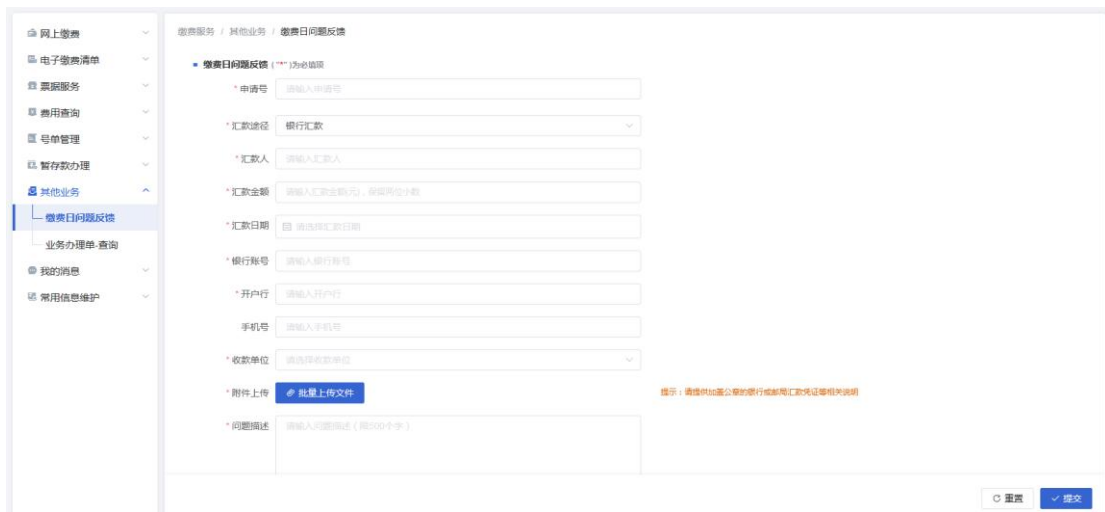 网上缴费
电子缴费清单
票据服务
费用查询
号单管理
暂存款办理
其他业务
缴费日问题反馈
业务办理单-查询
我的消息
常用信息维护
缴费服务 / 其他业务 / 缴费日问题反馈
缴费日问题反馈 ( "*" )为必填项
*申请号 请输入申请号
*汇款途径 银行汇款
*汇款人 请输入汇款人
*汇款金额 请输入汇款金额(元)，保留两位小数
*汇款日期 请选择汇款日期
*银行账号 请输入银行账号
*开户行 请输入开户行
手机号 请输入手机号
*收款单位 请选择收款单位
*附件上传 批量上传文件 提示：请提供加盖公章的银行或邮局汇款凭证等相关说明
*问题描述 请输入问题描述（限500个字）
重置 提交